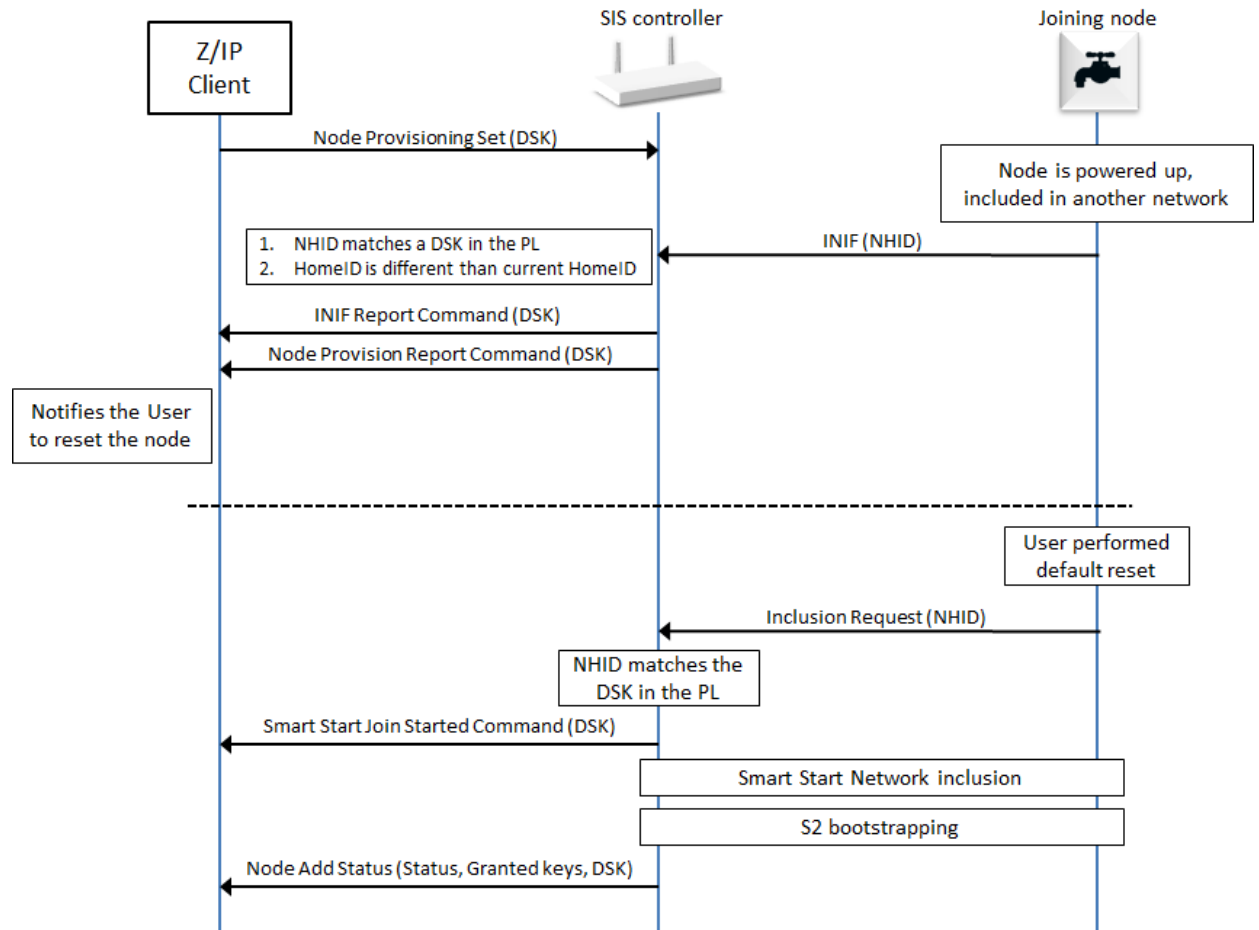 SIS controller
Joining node
Z/IP
Client
Node Provisioning Set (DSK)
Node is powered up,
included in another network
1. NHID matches a DSK in the PL
2. HomeID is different than current HomeID
INIF (NHID)
INIF Report Command (DSK)
Node Provision Report Command (DSK)
Notifies the User
to reset the node
User performed
default reset
Inclusion Request (NHID)
NHID matches the
DSK in the PL
Smart Start Join Started Command (DSK)
Smart Start Network inclusion
S2 bootstrapping
Node Add Status (Status, Granted keys, DSK)